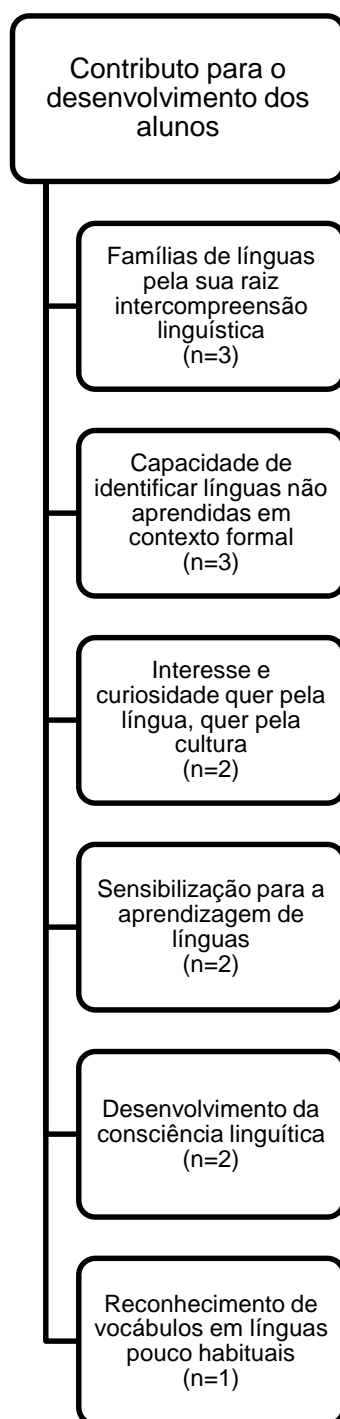 Contributo para o
desenvolvimento dos
alunos
Famílias de línguas
pela sua raiz
intercompreensão
linguística
(n=3)
Capacidade de
identificar línguas não
aprendidas em
contexto formal
(n=3)
Interesse e
curiosidade quer pela
língua, quer pela
cultura
(n=2)
Sensibilização para a
aprendizagem de
línguas
(n=2)
Desenvolvimento da
consciência linguítica
(n=2)
Reconhecimento de
vocábulos em línguas
pouco habituais
(n=1)